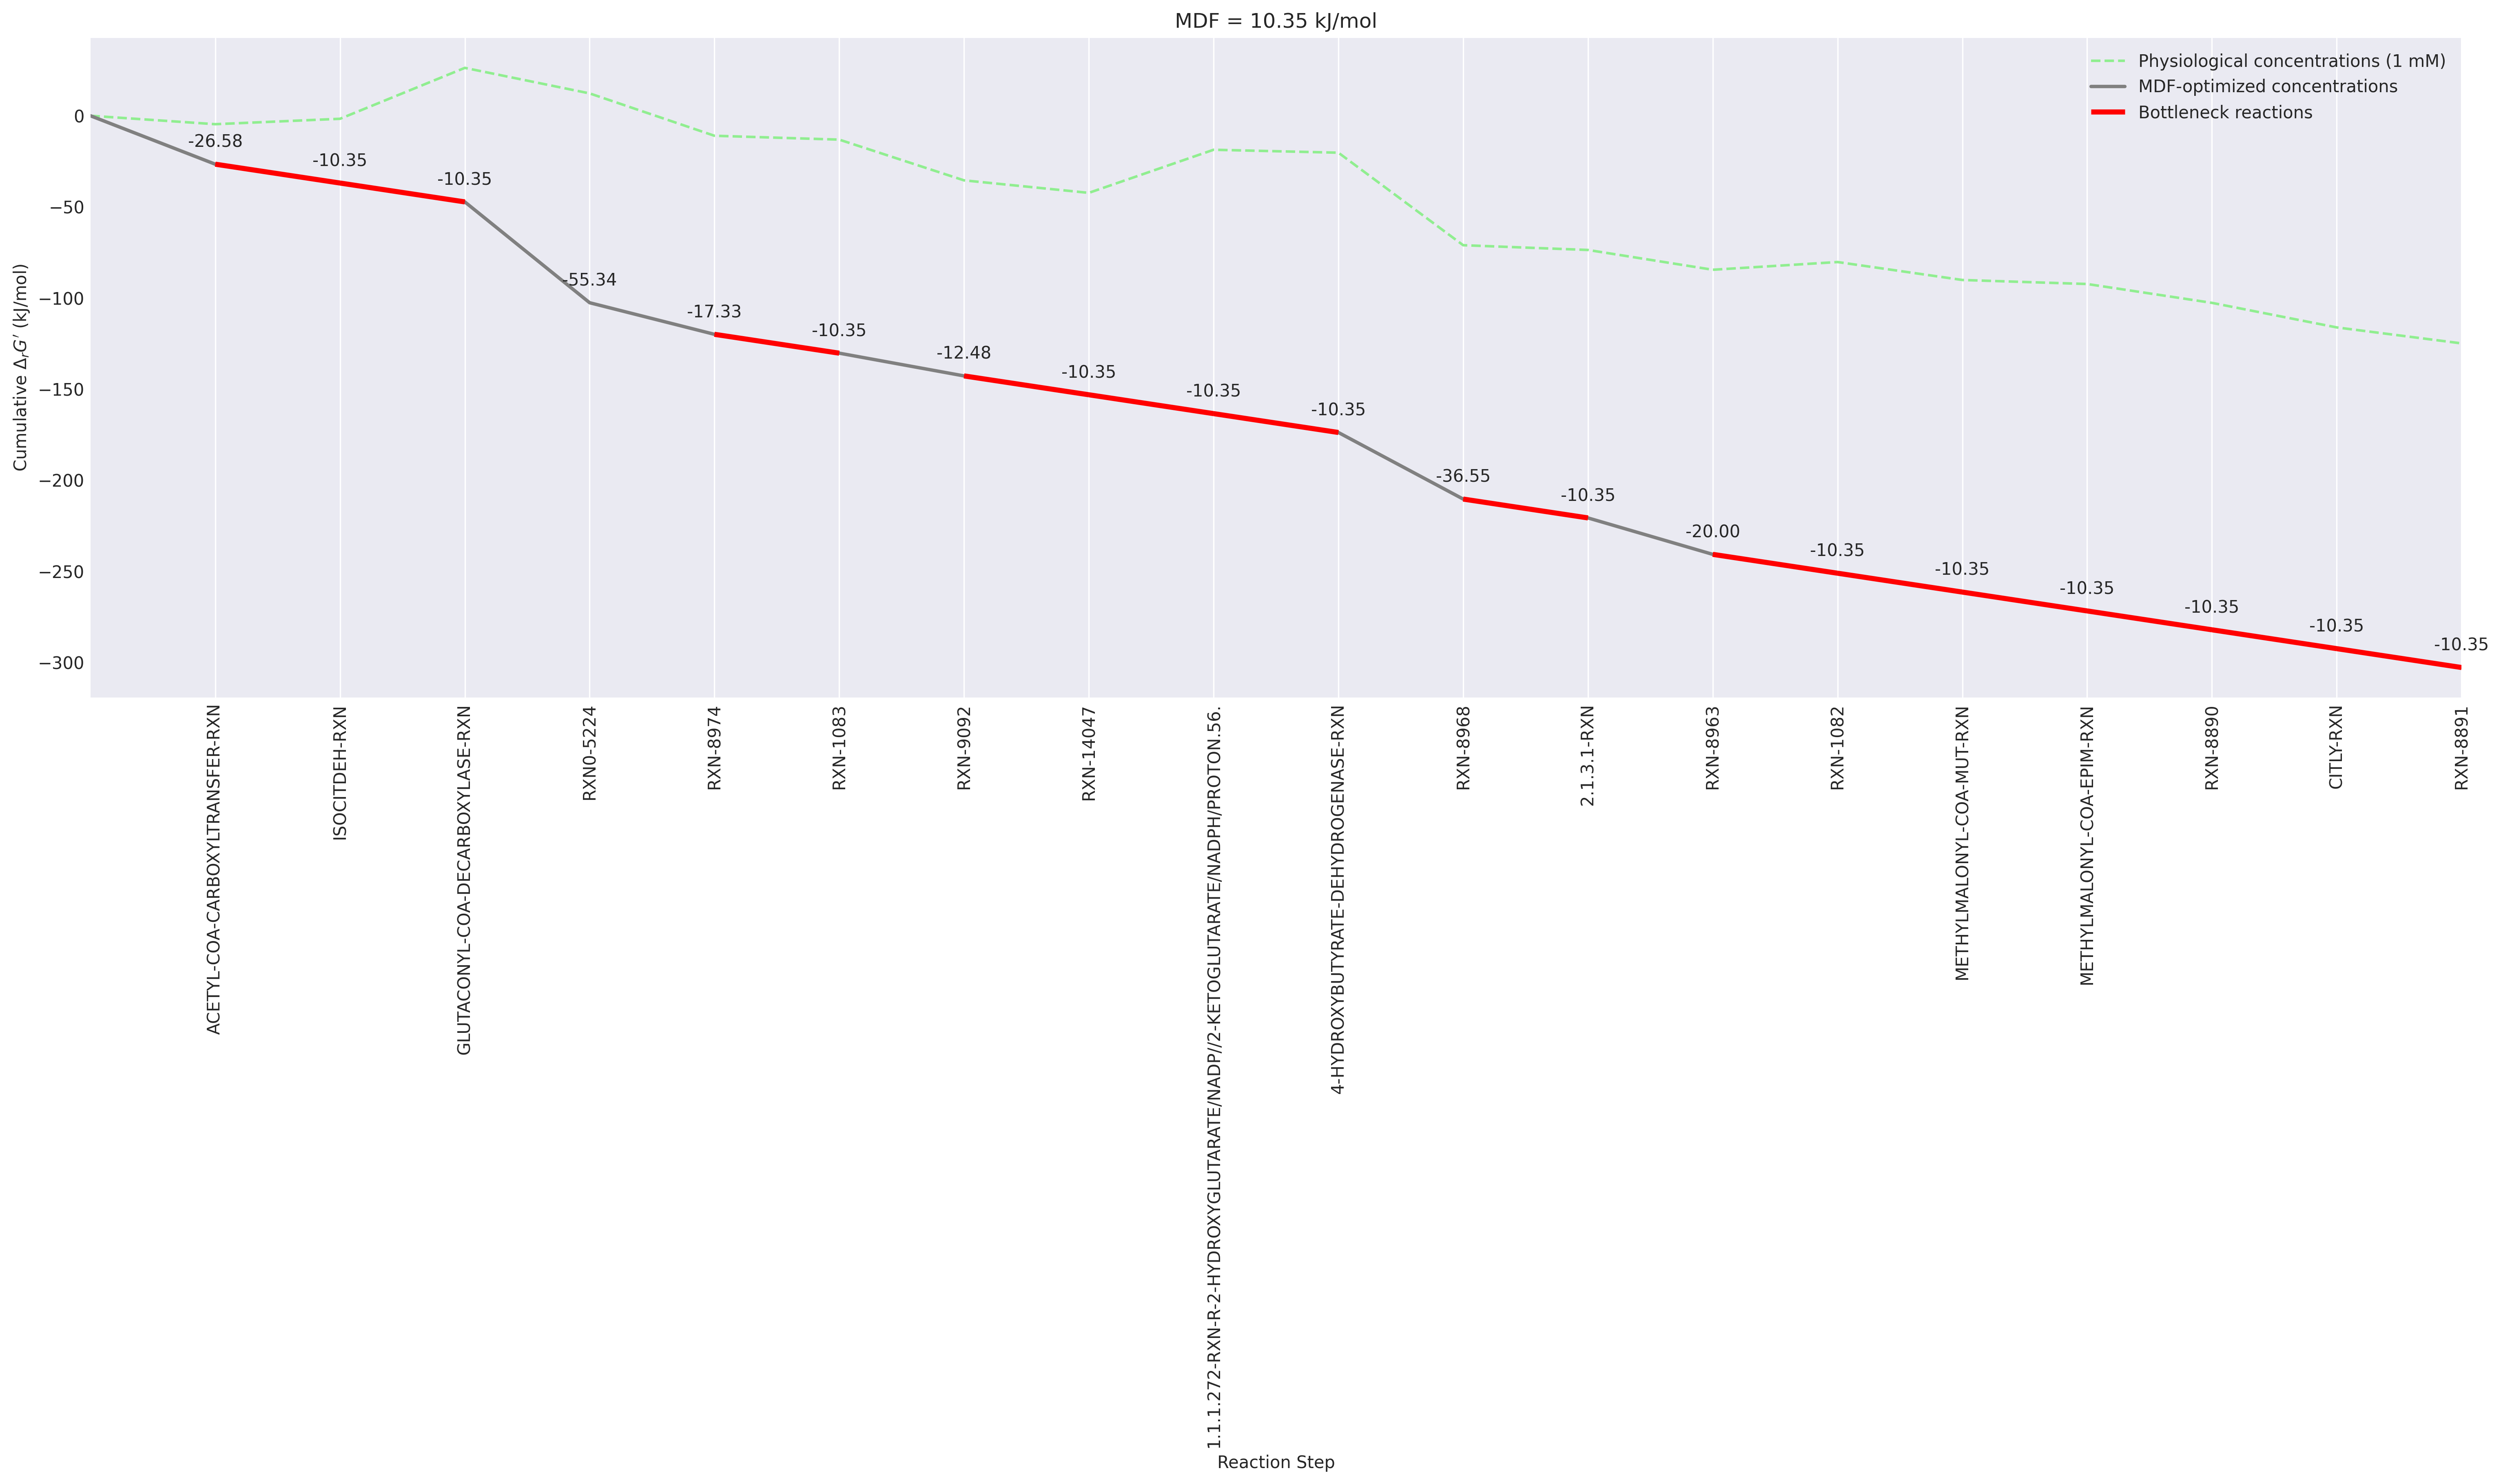 MDF = 10.35 kJ/mol
Physiological concentrations (1 mM)
MDF-optimized concentrations
Bottleneck reactions
Cumulative ΔrG′ (kJ/mol)
0
−50
−100
−150
−200
−250
−300
-26.58
-10.35
-10.35
-55.34
-17.33
-10.35
-12.48
-10.35
-10.35
-10.35
-36.55
-10.35
-20.00
-10.35
-10.35
-10.35
-10.35
-10.35
-10.35
ACETYL-COA-CARBOXYLTRANSFER-RXN
ISOCITDEH-RXN
GLUTACONYL-COA-DECARBOXYLASE-RXN
RXN0-5224
RXN-8974
RXN-1083
RXN-9092
RXN-14047
1.1.1.272-RXN-R-2-HYDROXYGLUTARATE/NADP//2-KETOGLUTARATE/NADPH/PROTON.56.
4-HYDROXYBUTYRATE-DEHYDROGENASE-RXN
RXN-8968
2.1.3.1-RXN
RXN-8963
RXN-1082
METHYLMALONYL-COA-MUT-RXN
METHYLMALONYL-COA-EPIM-RXN
RXN-8890
CITLY-RXN
RXN-8891
Reaction Step